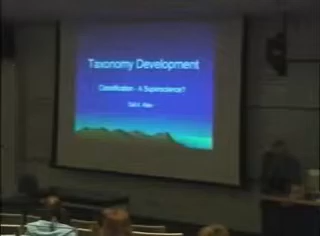 Taxonomy Development
Classification - A Superscience?